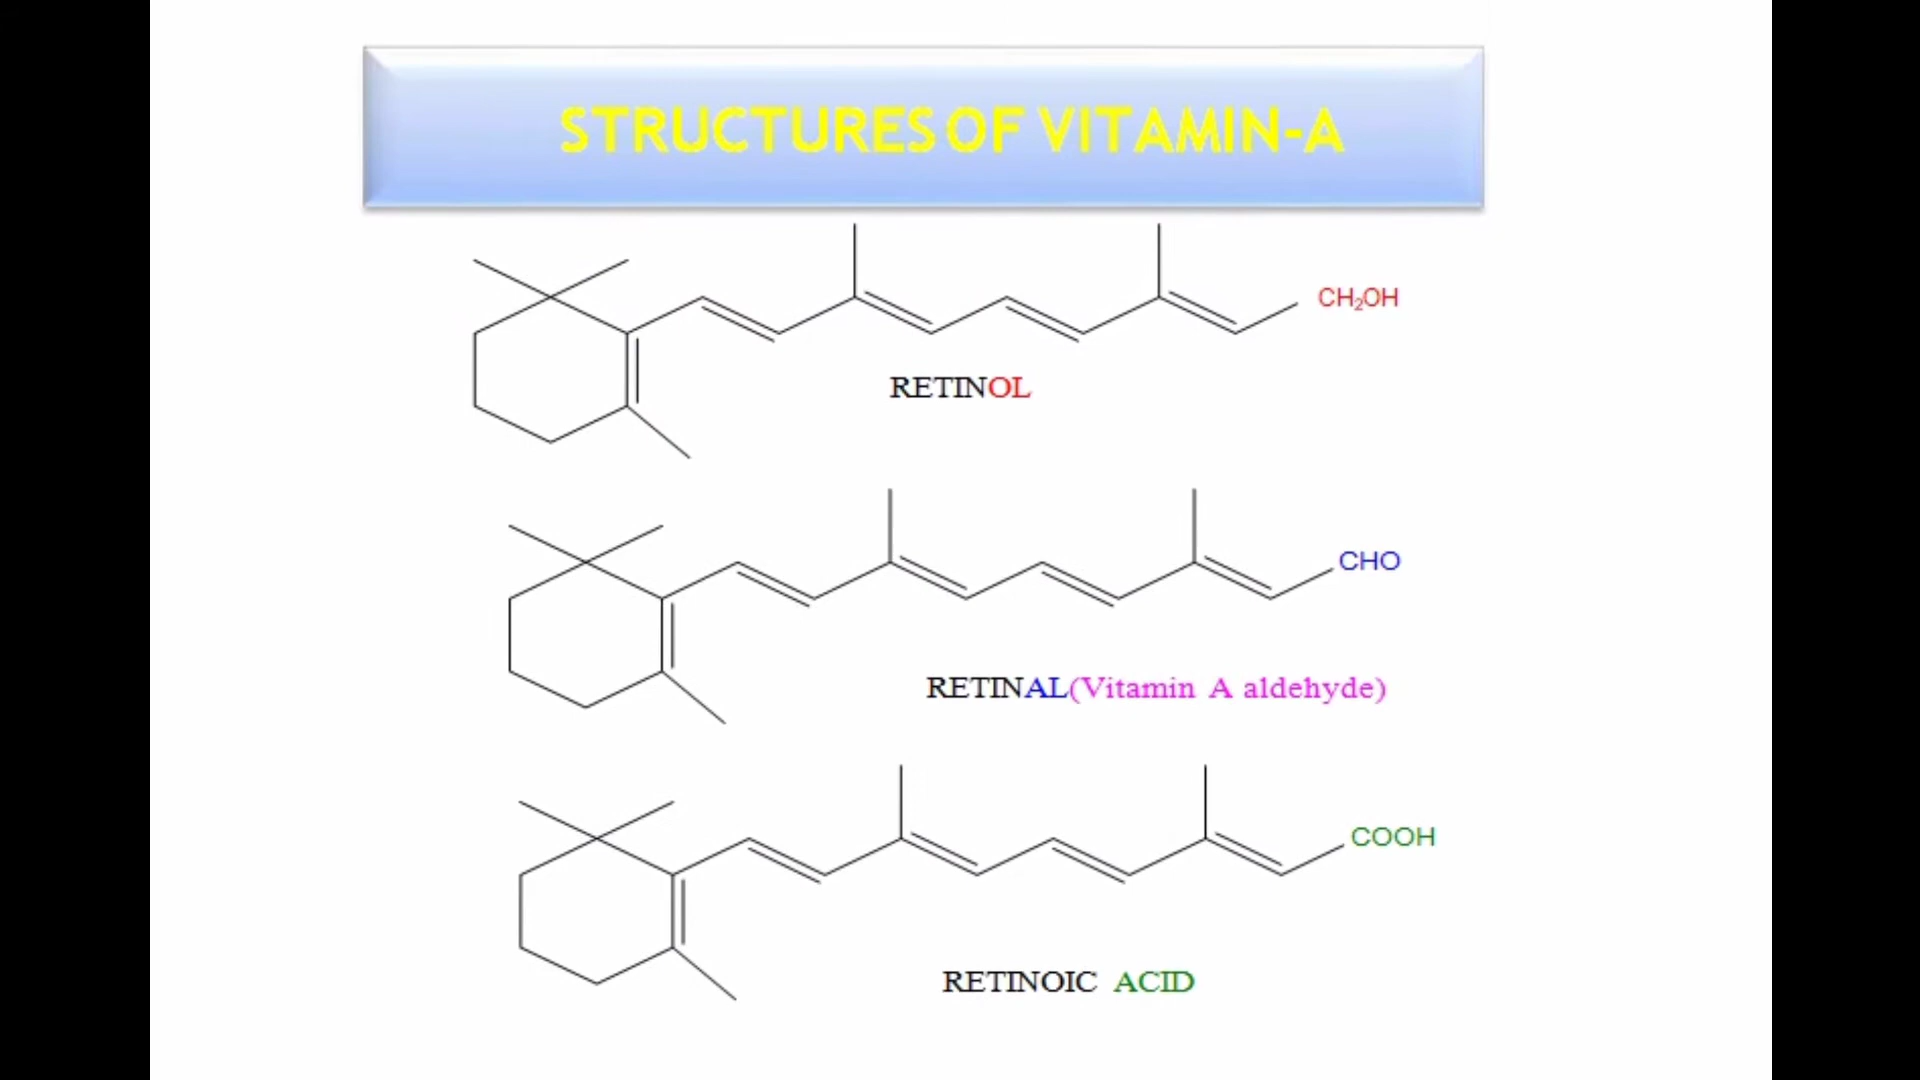 STRUCTURES OF VITAMIN-A
CH₂OH
RETINOL
CHO
RETINAL(Vitamin A aldehyde)
COOH
RETINOIC ACID